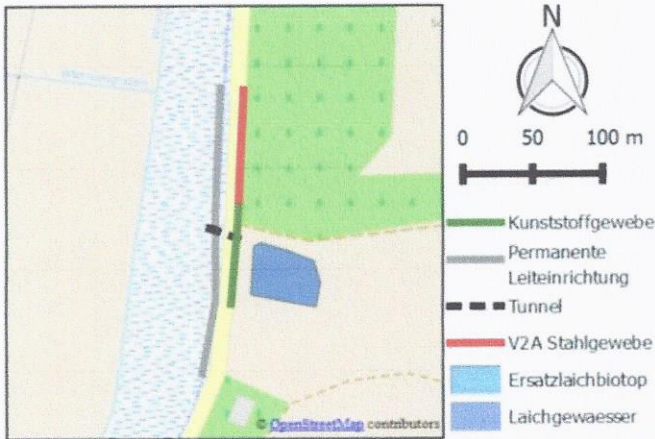 N
0 50 100 m
Kunststoffgewebe
Permanente
Leiteinrichtung
Tunnel
V2A Stahlgewebe
Ersatzlaichbiotop
Laichgewaesser
© OpenStreetMap contributors